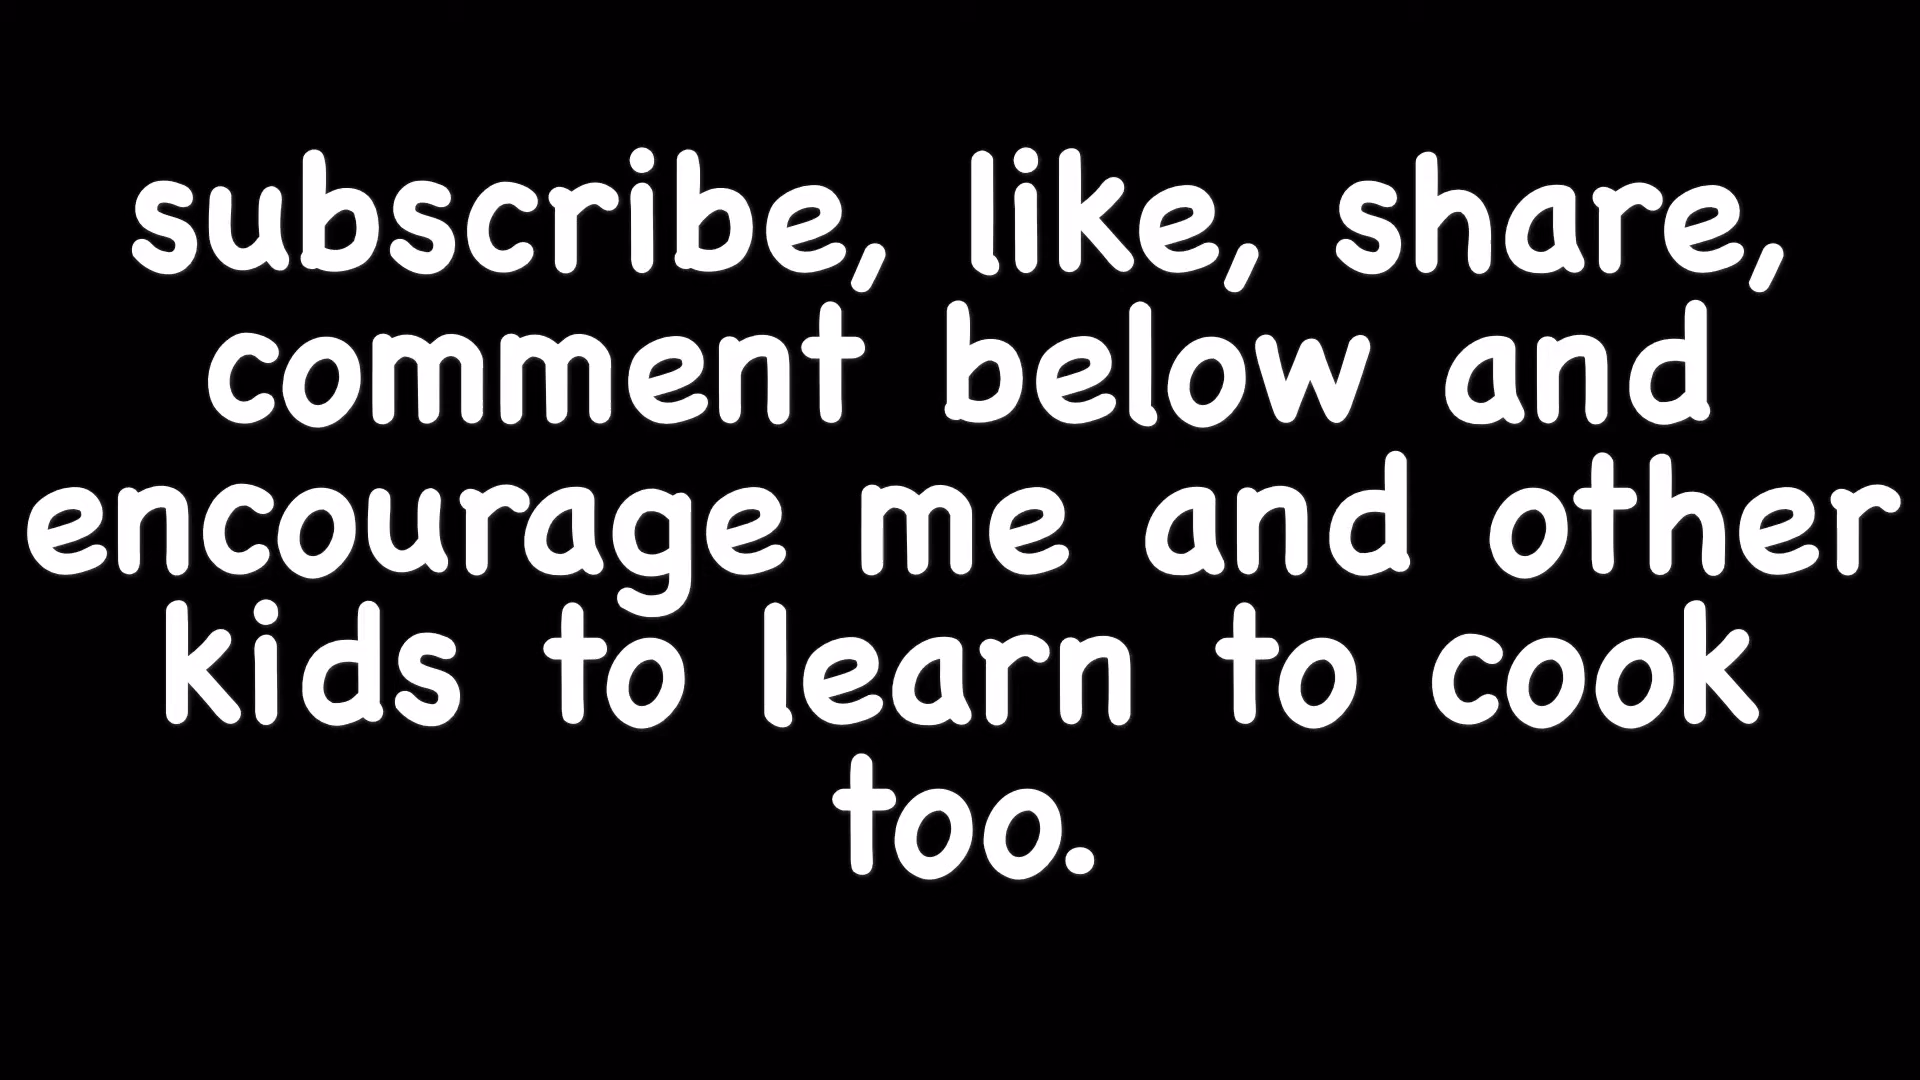 subscribe, like, share,
comment below and
encourage me and other
kids to learn to cook
too.